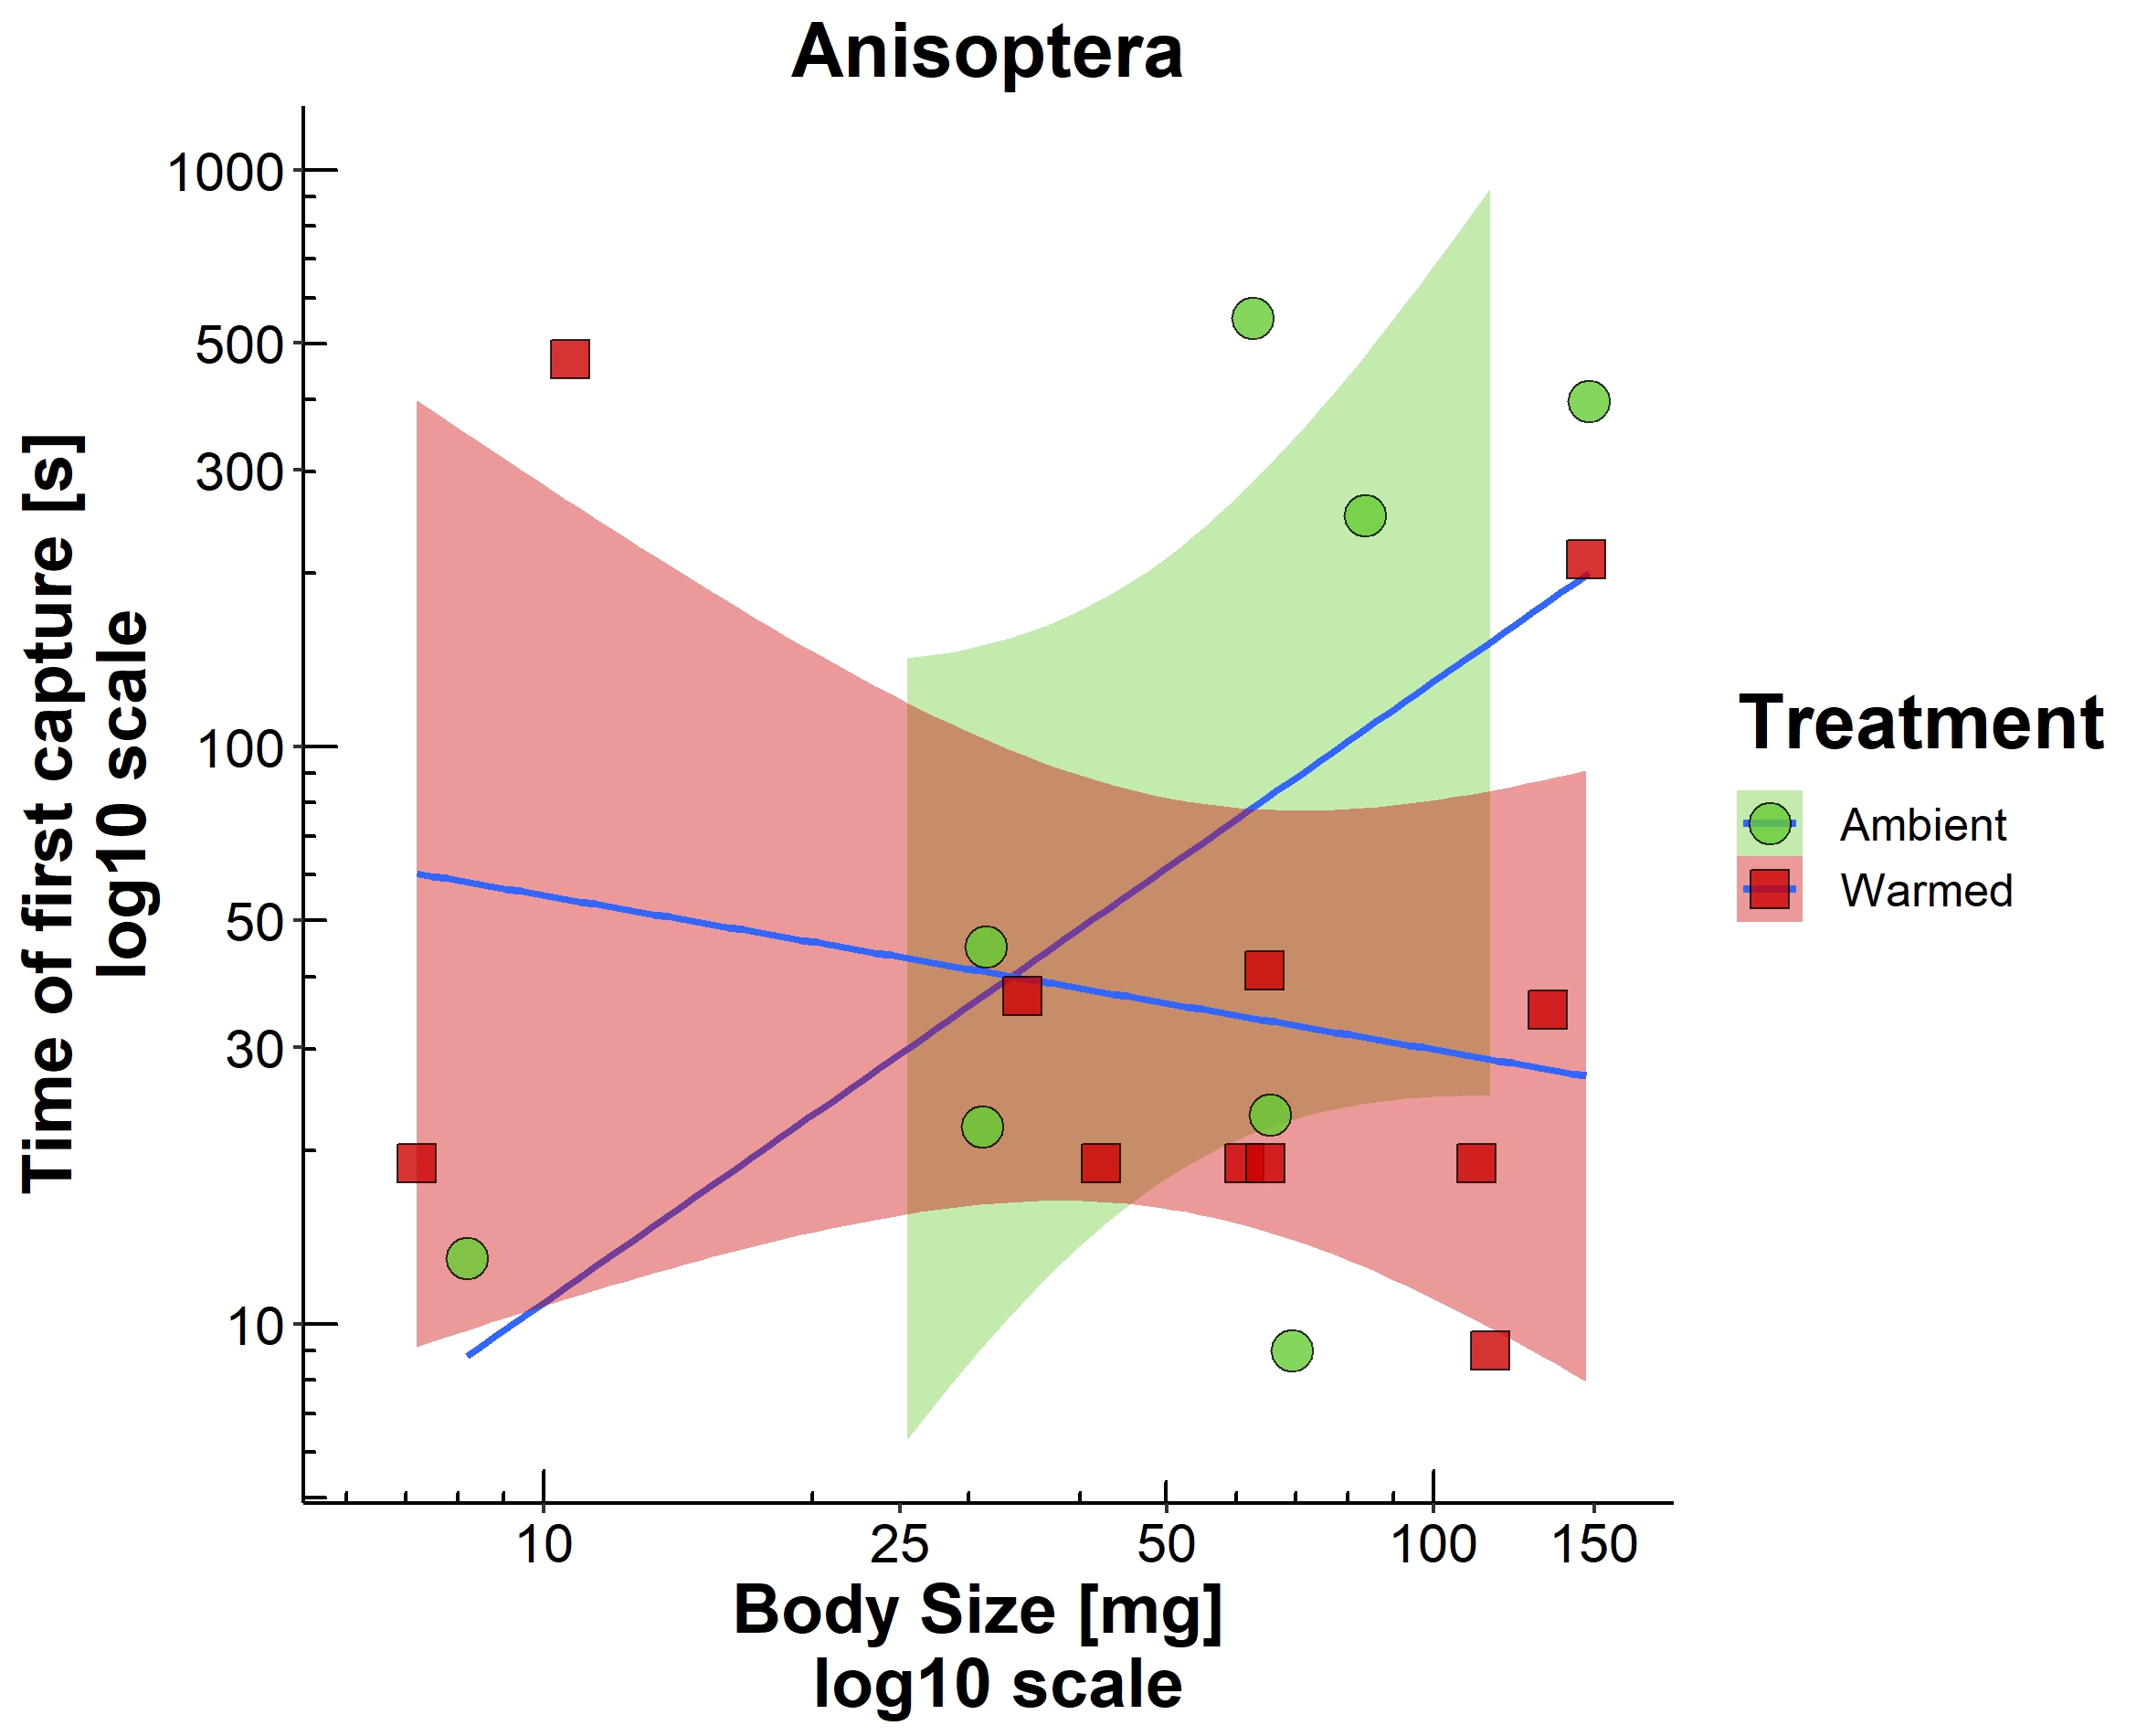 Anisoptera
1000
500
300
100
50
30
10
Time of first capture [s]
log10 scale
10
25
50
100
150
Body Size [mg]
log10 scale
Treatment
Ambient
Warmed